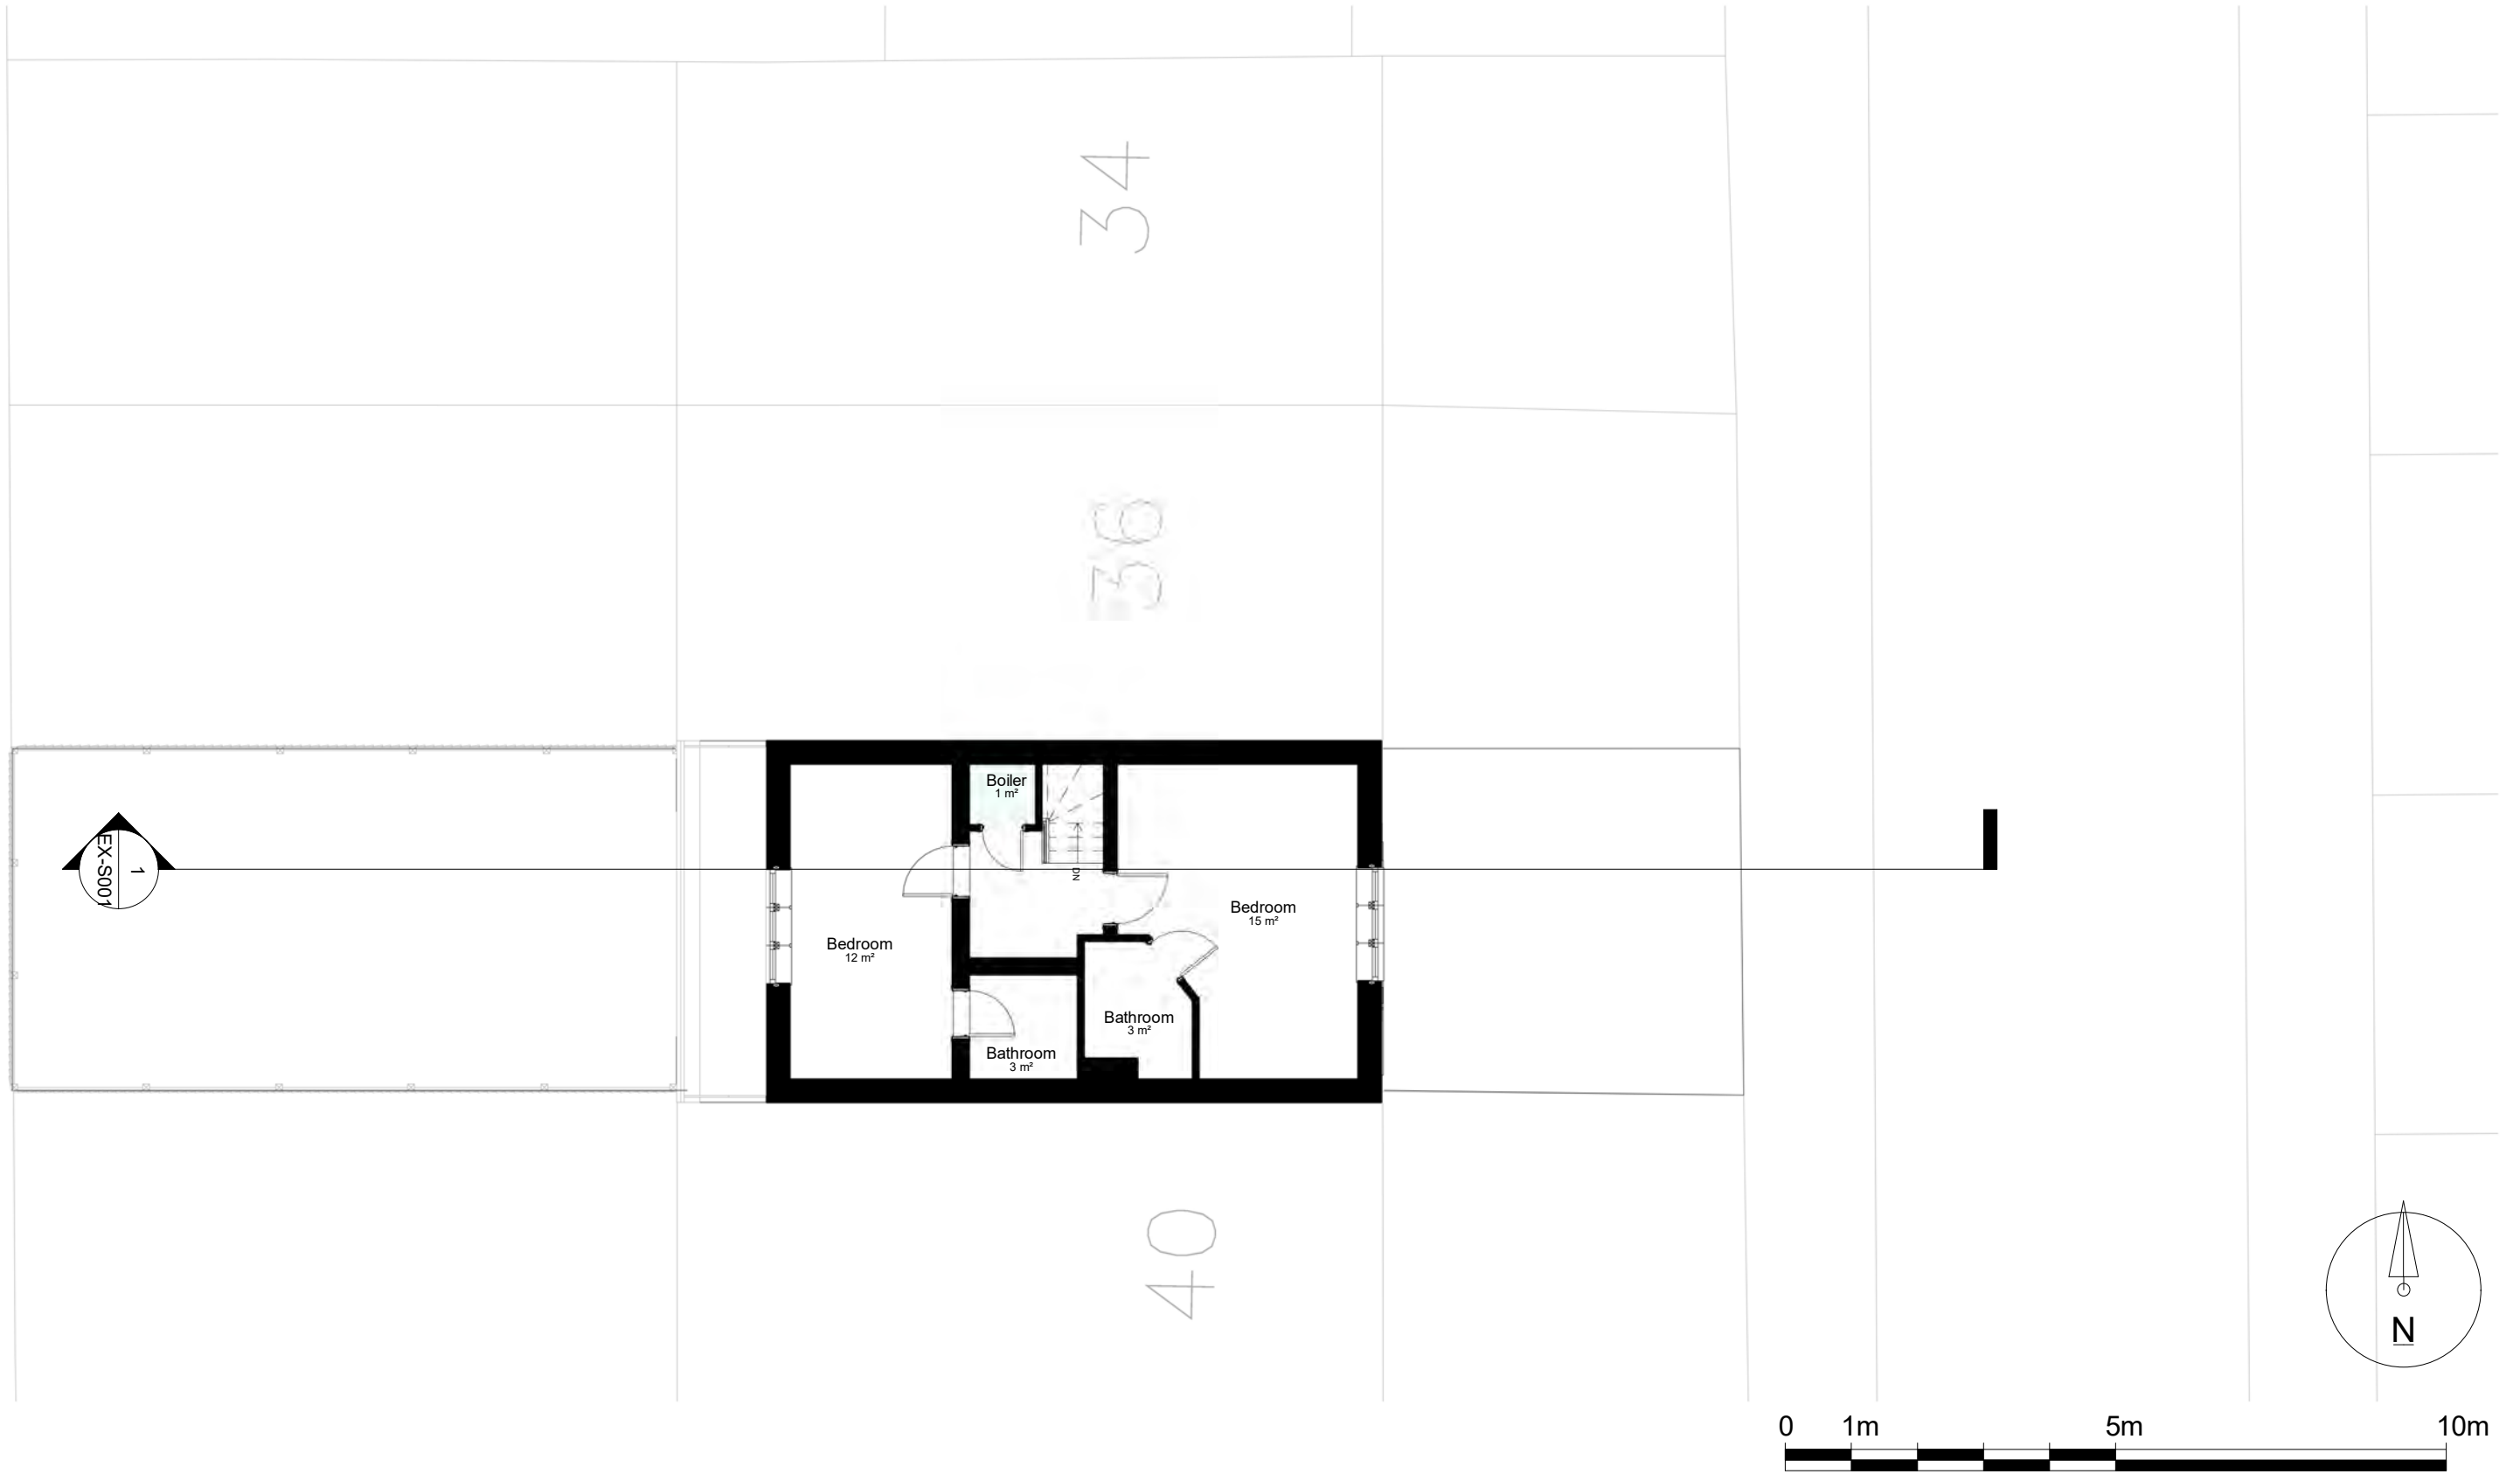 34
36
Boiler
1 m²
1
EX-S001
DN
Bedroom
15 m²
Bedroom
12 m²
Bathroom
3 m²
Bathroom
3 m²
40
N
0 1m 5m 10m